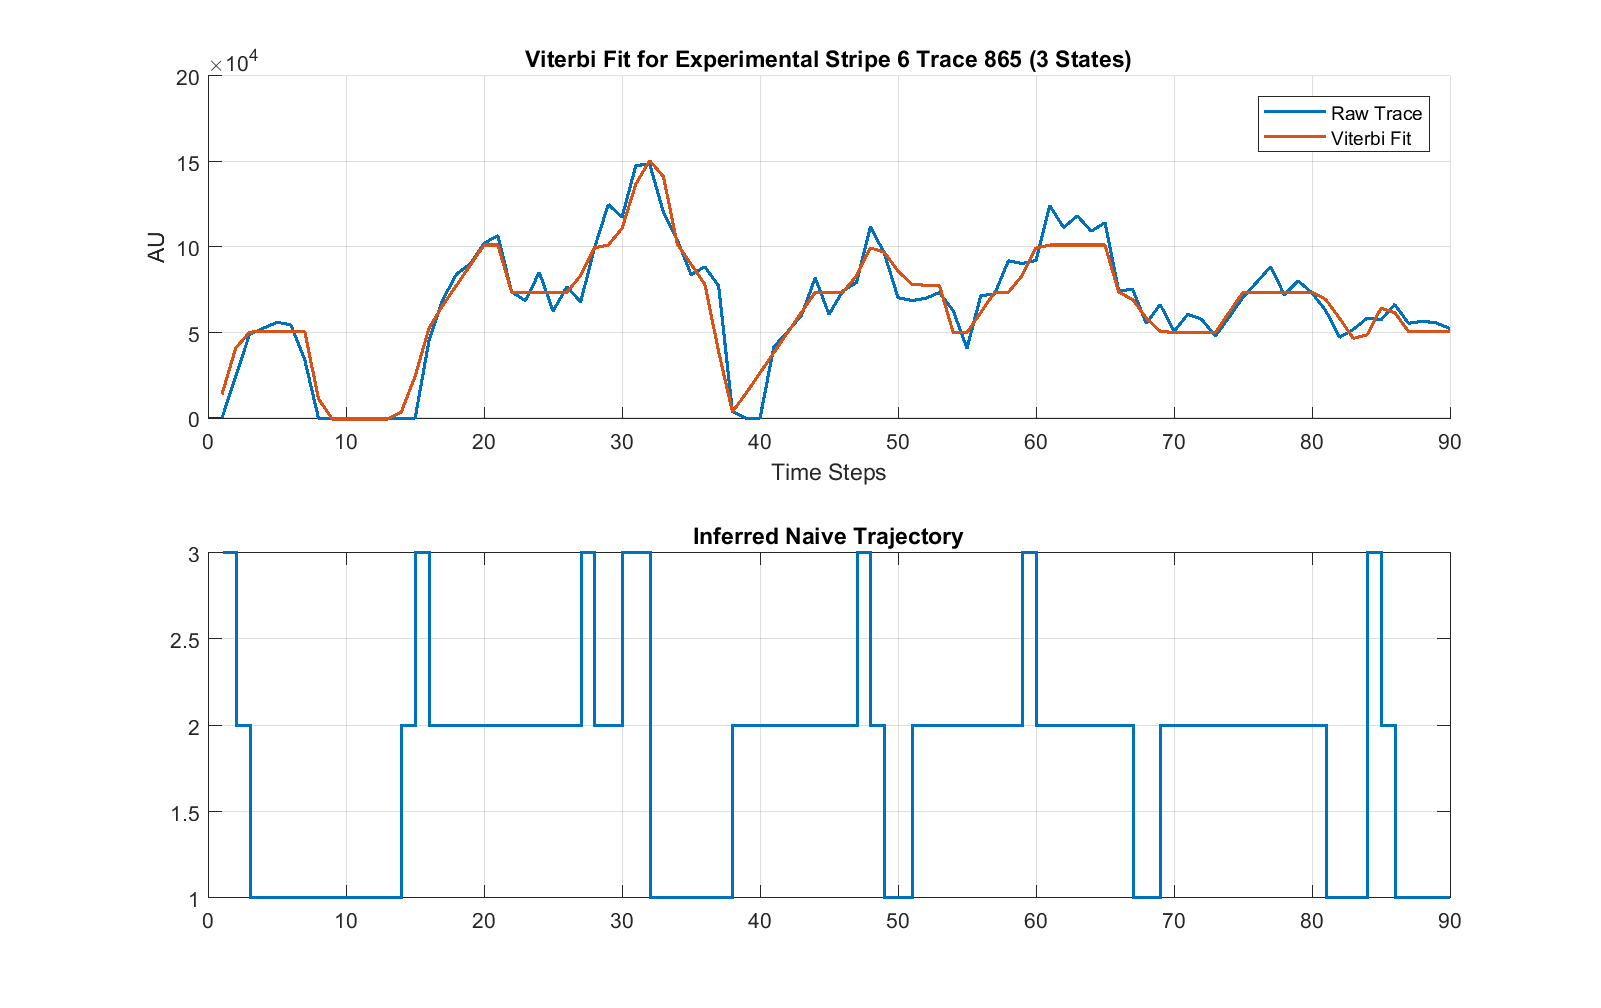 Viterbi Fit for Experimental Stripe 6 Trace 865 (3 States)
×10⁴
20
15
10
5
0
AU
Raw Trace
Viterbi Fit
0 10 20 30 40 50 60 70 80 90
Time Steps
Inferred Naive Trajectory
3
2.5
2
1.5
1
0 10 20 30 40 50 60 70 80 90